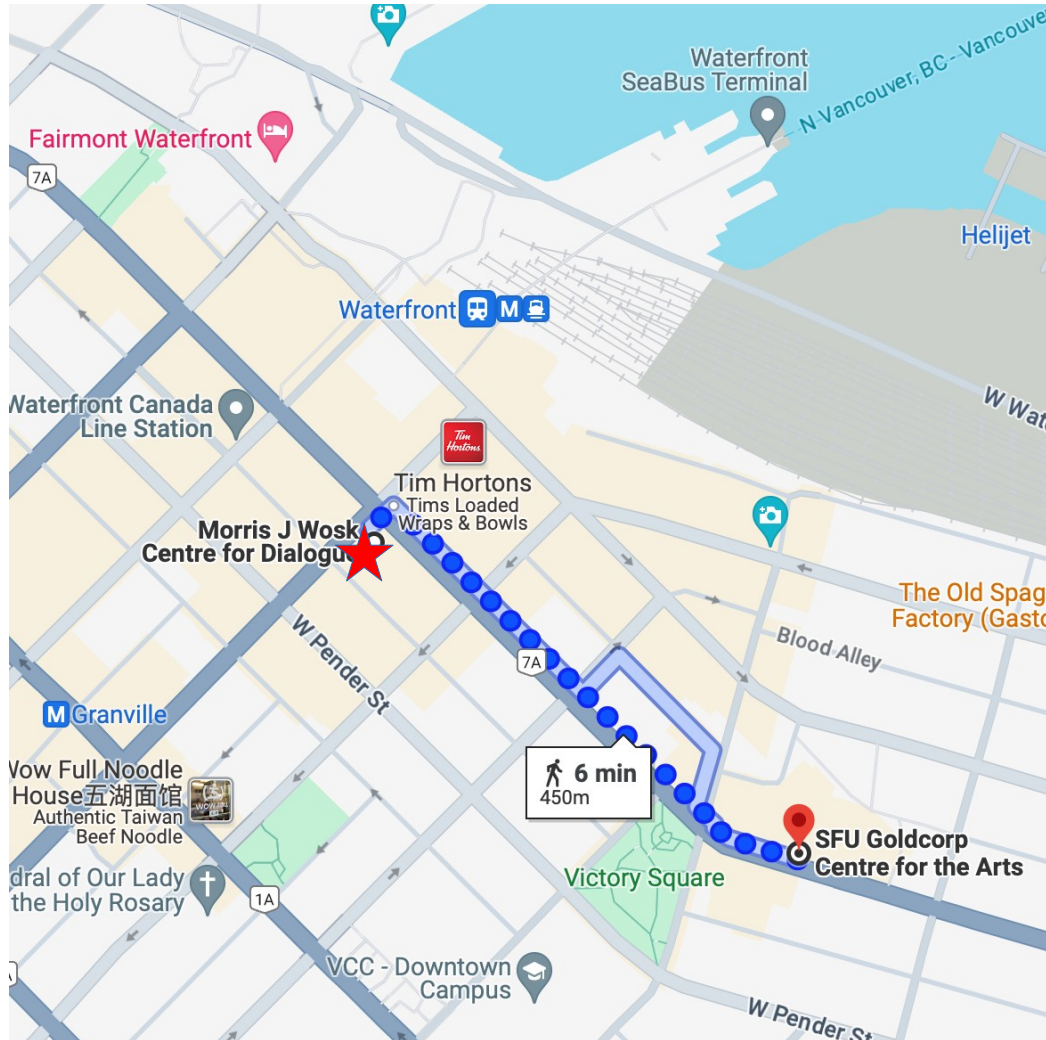 Waterfront
SeaBus Terminal
N Vancouver, BC - Vancouve
Fairmont Waterfront
7A
Helijet
Waterfront
M
W Wat
Waterfront Canada
Line Station
Tim
Hortons
Tim Hortons
Tims Loaded
Wraps & Bowls
Morris J Wosk
Centre for Dialogu
The Old Spag
Factory (Gasto
Blood Alley
W Pender St
7A
M
Granville
6 min
450m
Wow Full Noodle
House五湖面馆
Authentic Taiwan
Beef Noodle
SFU Goldcorp
Centre for the Arts
Victory Square
dral of Our Lady
the Holy Rosary
1A
VCC - Downtown
Campus
W Pender St